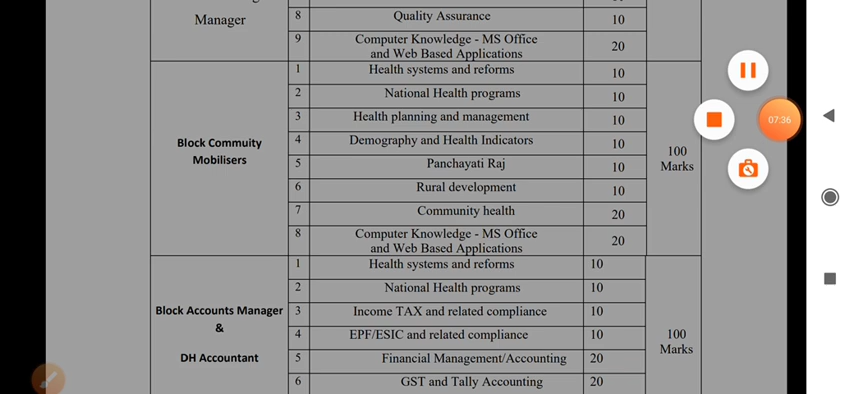 Manager
8 Quality Assurance 10
9 Computer Knowledge - MS Office
and Web Based Applications 20
Block Commuity
Mobilisers
1 Health systems and reforms 10
2 National Health programs 10
3 Health planning and management 10
4 Demography and Health Indicators 10
5 Panchayati Raj 10
6 Rural development 10
7 Community health 20
8 Computer Knowledge - MS Office
and Web Based Applications 20
100
Marks
Block Accounts Manager
&
DH Accountant
1 Health systems and reforms 10
2 National Health programs 10
3 Income TAX and related compliance 10
4 EPF/ESIC and related compliance 10
5 Financial Management/Accounting 20
6 GST and Tally Accounting 20
100
Marks
07:36